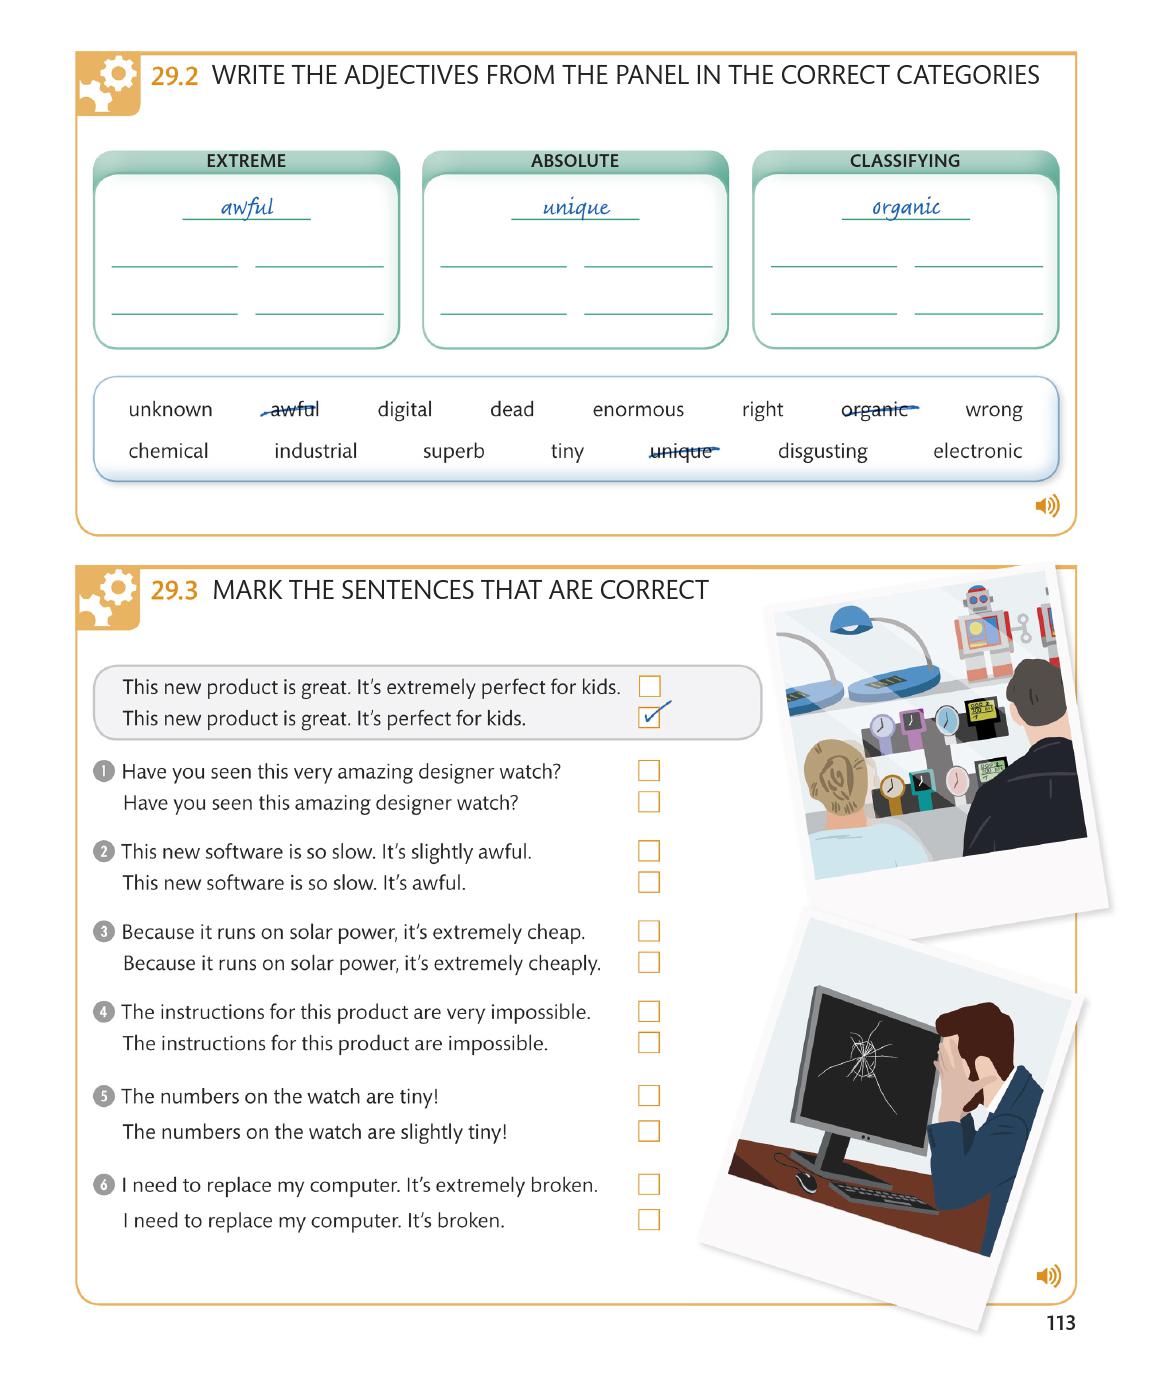 29.2 WRITE THE ADJECTIVES FROM THE PANEL IN THE CORRECT CATEGORIES
EXTREME
awful
ABSOLUTE
unique
CLASSIFYING
organic
unknown awful digital dead enormous right organic wrong
chemical industrial superb tiny unique disgusting electronic
29.3 MARK THE SENTENCES THAT ARE CORRECT
This new product is great. It's extremely perfect for kids.
This new product is great. It's perfect for kids.
1 Have you seen this very amazing designer watch?
Have you seen this amazing designer watch?
2 This new software is so slow. It's slightly awful.
This new software is so slow. It's awful.
3 Because it runs on solar power, it's extremely cheap.
Because it runs on solar power, it's extremely cheaply.
4 The instructions for this product are very impossible.
The instructions for this product are impossible.
5 The numbers on the watch are tiny!
The numbers on the watch are slightly tiny!
6 I need to replace my computer. It's extremely broken.
I need to replace my computer. It's broken.
113